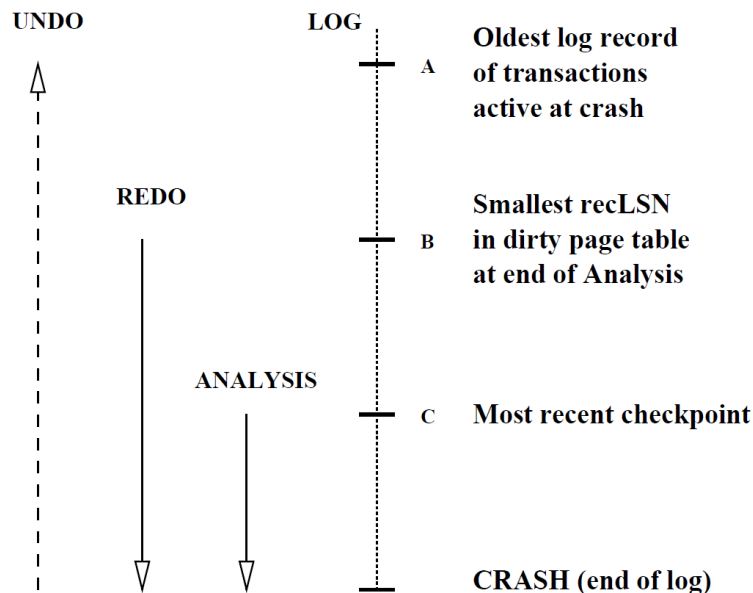 UNDO
LOG
A
Oldest log record
of transactions
active at crash
REDO
B
Smallest recLSN
in dirty page table
at end of Analysis
ANALYSIS
C
Most recent checkpoint
CRASH (end of log)